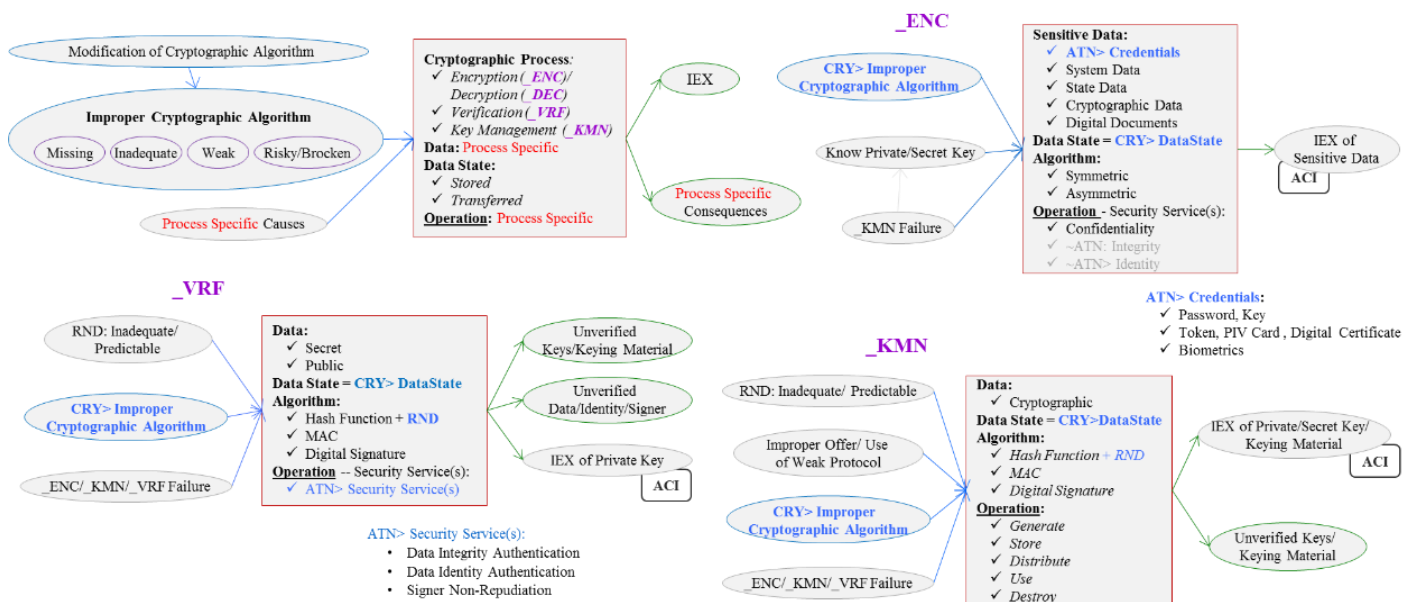 Modification of Cryptographic Algorithm
Improper Cryptographic Algorithm
Missing
Inadequate
Weak
Risky/Brocken
Process Specific Causes
Cryptographic Process:
✓ Encryption (_ENC)/
Decryption (_DEC)
✓ Verification (_VRF)
✓ Key Management (_KMN)
Data: Process Specific
Data State:
✓ Stored
✓ Transferred
Operation: Process Specific
IEX
Process Specific
Consequences
_ENC
CRY> Improper
Cryptographic Algorithm
Know Private/Secret Key
_KMN Failure
Sensitive Data:
✓ ATN> Credentials
✓ System Data
✓ State Data
✓ Cryptographic Data
✓ Digital Documents
Data State = CRY> DataState
Algorithm:
✓ Symmetric
✓ Asymmetric
Operation - Security Service(s):
✓ Confidentiality
✓ ~ATN: Integrity
✓ ~ATN> Identity
IEX of
Sensitive Data
ACI
ATN> Credentials:
✓ Password, Key
✓ Token, PIV Card , Digital Certificate
✓ Biometrics
_VRF
RND: Inadequate/
Predictable
CRY> Improper
Cryptographic Algorithm
_ENC/_KMN/_VRF Failure
Data:
✓ Secret
✓ Public
Data State = CRY> DataState
Algorithm:
✓ Hash Function + RND
✓ MAC
✓ Digital Signature
Operation -- Security Service(s):
✓ ATN> Security Service(s)
Unverified
Keys/Keying Material
Unverified
Data/Identity/Signer
IEX of Private Key
ACI
ATN> Security Service(s):
• Data Integrity Authentication
• Data Identity Authentication
• Signer Non-Repudiation
_KMN
RND: Inadequate/ Predictable
Improper Offer/ Use
of Weak Protocol
CRY> Improper
Cryptographic Algorithm
_ENC/_KMN/_VRF Failure
Data:
✓ Cryptographic
Data State = CRY>DataState
Algorithm:
✓ Hash Function + RND
✓ MAC
✓ Digital Signature
Operation:
✓ Generate
✓ Store
✓ Distribute
✓ Use
✓ Destroy
IEX of Private/Secret Key/
Keying Material
ACI
Unverified Keys/
Keying Material